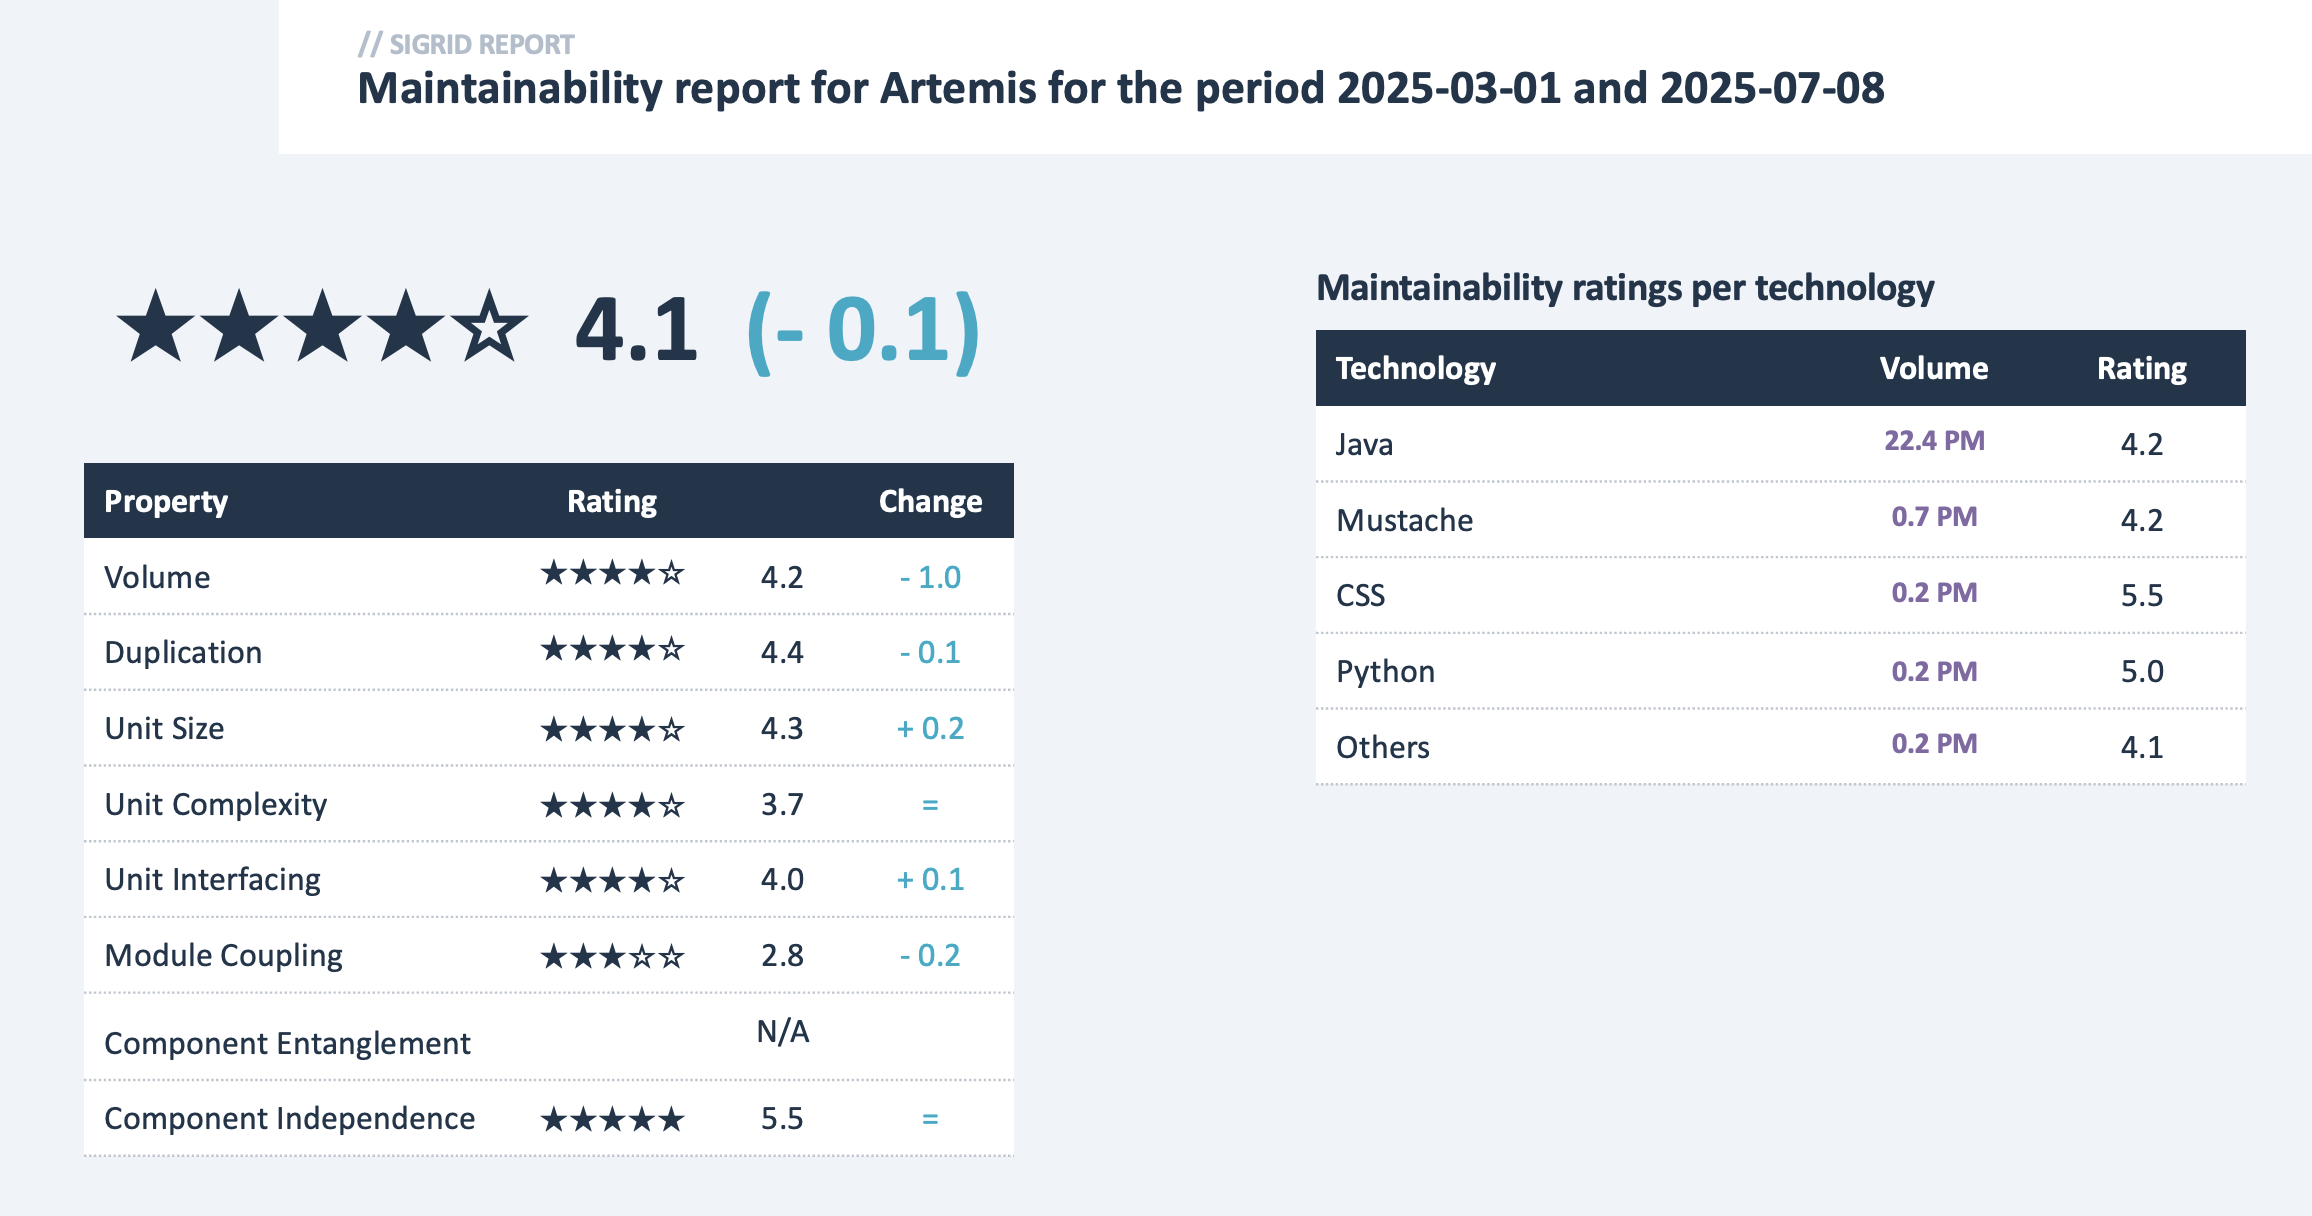 // SIGRID REPORT
Maintainability report for Artemis for the period 2025-03-01 and 2025-07-08
★★★★☆ 4.1 (- 0.1)
Property Rating Change
Volume ★★★★☆ 4.2 - 1.0
Duplication ★★★★☆ 4.4 - 0.1
Unit Size ★★★★☆ 4.3 + 0.2
Unit Complexity ★★★★☆ 3.7 =
Unit Interfacing ★★★★☆ 4.0 + 0.1
Module Coupling ★★★☆☆ 2.8 - 0.2
Component Entanglement N/A
Component Independence ★★★★★ 5.5 =
Maintainability ratings per technology
Technology Volume Rating
Java 22.4 PM 4.2
Mustache 0.7 PM 4.2
CSS 0.2 PM 5.5
Python 0.2 PM 5.0
Others 0.2 PM 4.1